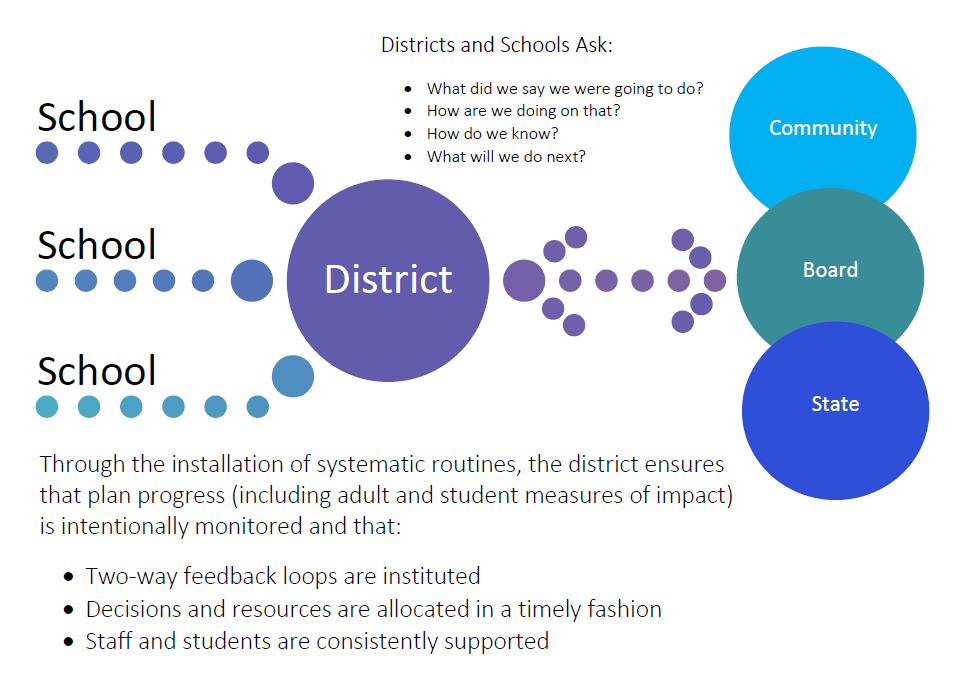 Districts and Schools Ask:
• What did we say we were going to do?
• How are we doing on that?
• How do we know?
• What will we do next?
School
School
School
District
Community
Board
State
Through the installation of systematic routines, the district ensures
that plan progress (including adult and student measures of impact)
is intentionally monitored and that:
• Two-way feedback loops are instituted
• Decisions and resources are allocated in a timely fashion
• Staff and students are consistently supported